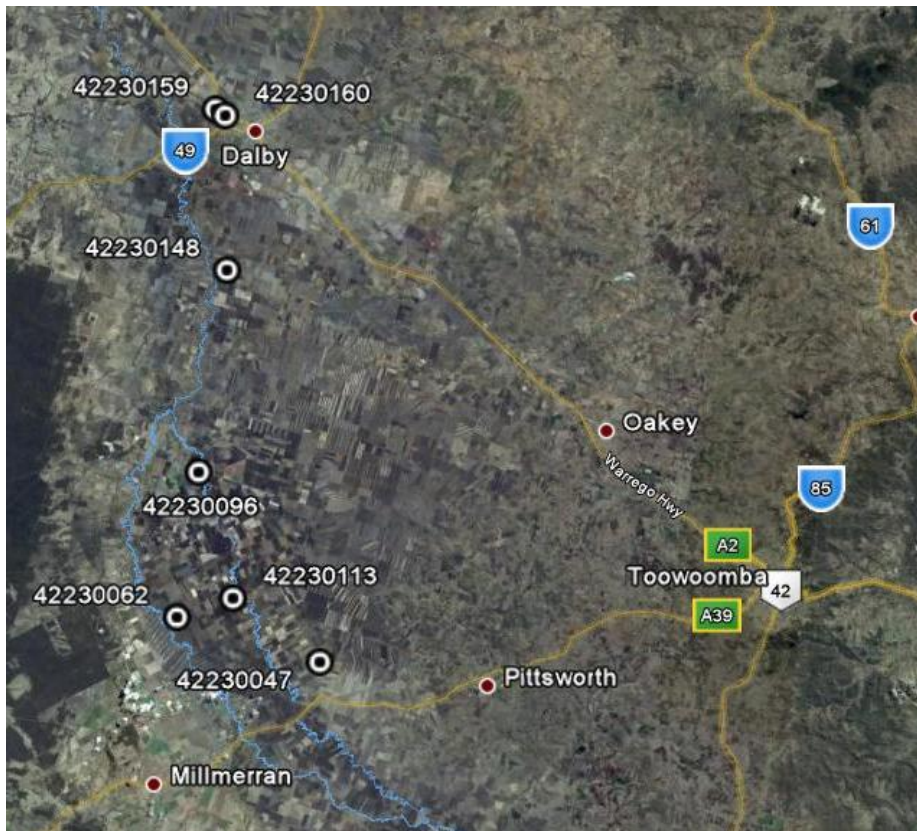 42230159
42230160
49
Dalby
61
42230148
Oakey
Warrego Hwy
42230096
85
A2
42230113
Toowoomba
42230062
42
A39
42230047
Pittsworth
Millmerran